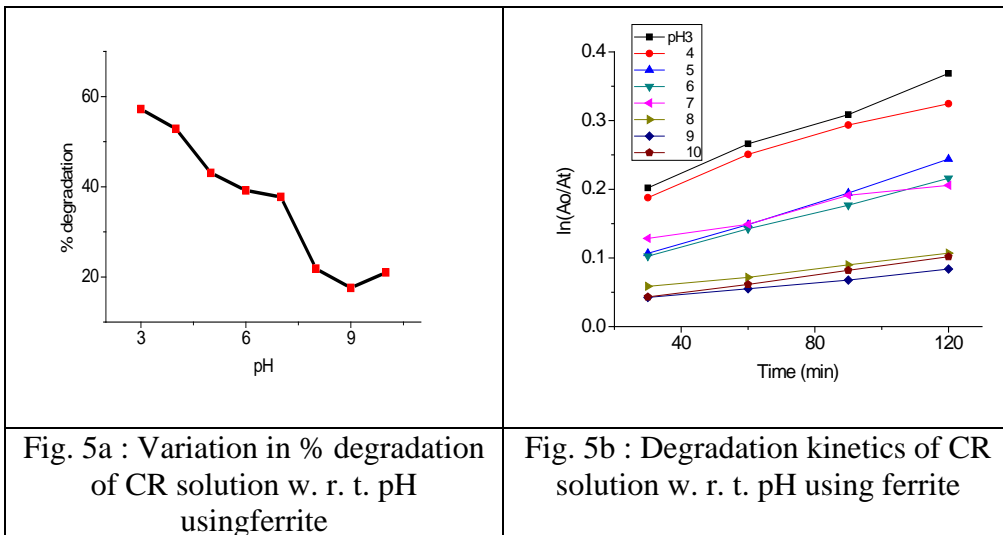 60
40
20
3
6
9
% degradation
pH
0.4
0.3
0.2
0.1
0.0
40
80
120
ln(Ao/At)
Time (min)
pH3
4
5
6
7
8
9
10
Fig. 5a : Variation in % degradation
of CR solution w. r. t. pH
usingferrite
Fig. 5b : Degradation kinetics of CR
solution w. r. t. pH using ferrite